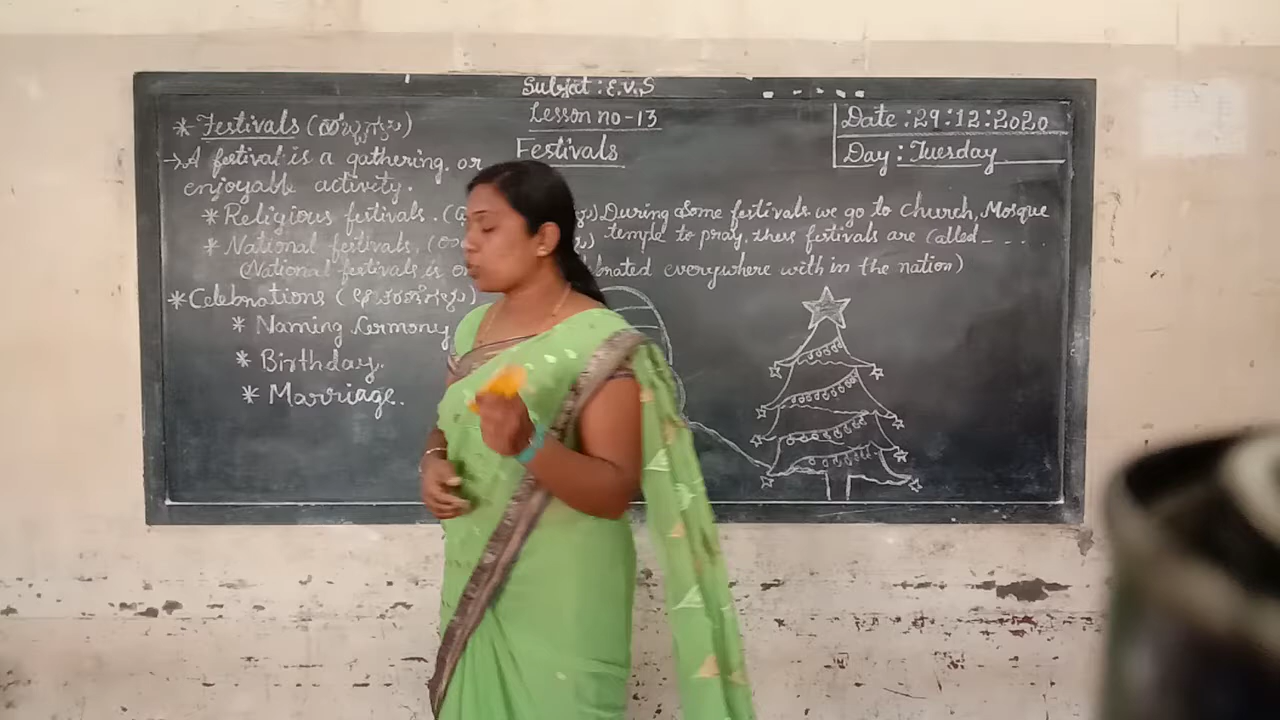 Subject : E.V.S
Lesson no - 13
Festivals
Date : 29:12:2020
Day : Tuesday
* Festivals
→ A festival is a gathering or
enjoyable activity.
* Religious festivals. During some festivals we go to church, Mosque
temple to pray, thers festivals are called - . . . .
* National festivals,
(National festivals is brated everywhere with in the nation)
* Celebrations
* Naming Cermony
* Birthday.
* Marriage.